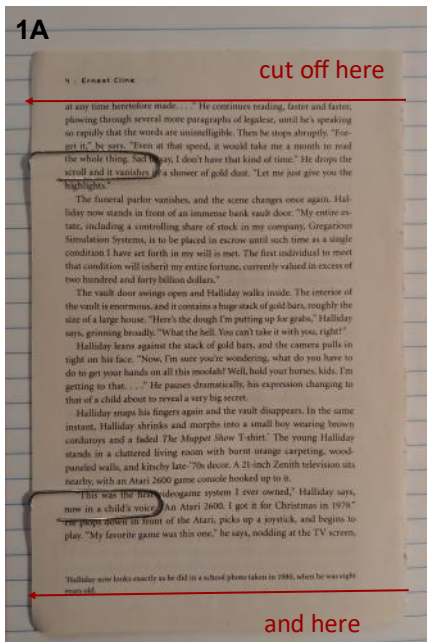 1A
4 · Ernest Cline
cut off here
at any time heretofore made. . . ." He continues reading, faster and faster,
plowing through several more paragraphs of legalese, until he's speaking
so rapidly that the words are unintelligible. Then he stops abruptly. "For-
get it," he says. "Even at that speed, it would take me a month to read
the whole thing. Sad to say, I don't have that kind of time." He drops the
scroll and it vanishes in a shower of gold dust. "Let me just give you the
highlights."
The funeral parlor vanishes, and the scene changes once again. Hal-
liday now stands in front of an immense bank vault door. "My entire es-
tate, including a controlling share of stock in my company, Gregarious
Simulation Systems, is to be placed in escrow until such time as a single
condition I have set forth in my will is met. The first individual to meet
that condition will inherit my entire fortune, currently valued in excess of
two hundred and forty billion dollars."
The vault door swings open and Halliday walks inside. The interior of
the vault is enormous, and it contains a huge stack of gold bars, roughly the
size of a large house. "Here's the dough I'm putting up for grabs," Halliday
says, grinning broadly. "What the hell. You can't take it with you, right?"
Halliday leans against the stack of gold bars, and the camera pulls in
tight on his face. "Now, I'm sure you're wondering, what do you have to
do to get your hands on all this moolah? Well, hold your horses, kids. I'm
getting to that. . . ." He pauses dramatically, his expression changing to
that of a child about to reveal a very big secret.
Halliday snaps his fingers again and the vault disappears. In the same
instant, Halliday shrinks and morphs into a small boy wearing brown
corduroys and a faded The Muppet Show T-shirt.* The young Halliday
stands in a cluttered living room with burnt orange carpeting, wood-
paneled walls, and kitschy late-'70s decor. A 21-inch Zenith television sits
nearby, with an Atari 2600 game console hooked up to it.
"This was the first videogame system I ever owned," Halliday says,
now in a child's voice. "An Atari 2600. I got it for Christmas in 1979."
He plops down in front of the Atari, picks up a joystick, and begins to
play. "My favorite game was this one," he says, nodding at the TV screen,
*Halliday now looks exactly as he did in a school photo taken in 1980, when he was eight
years old.
and here